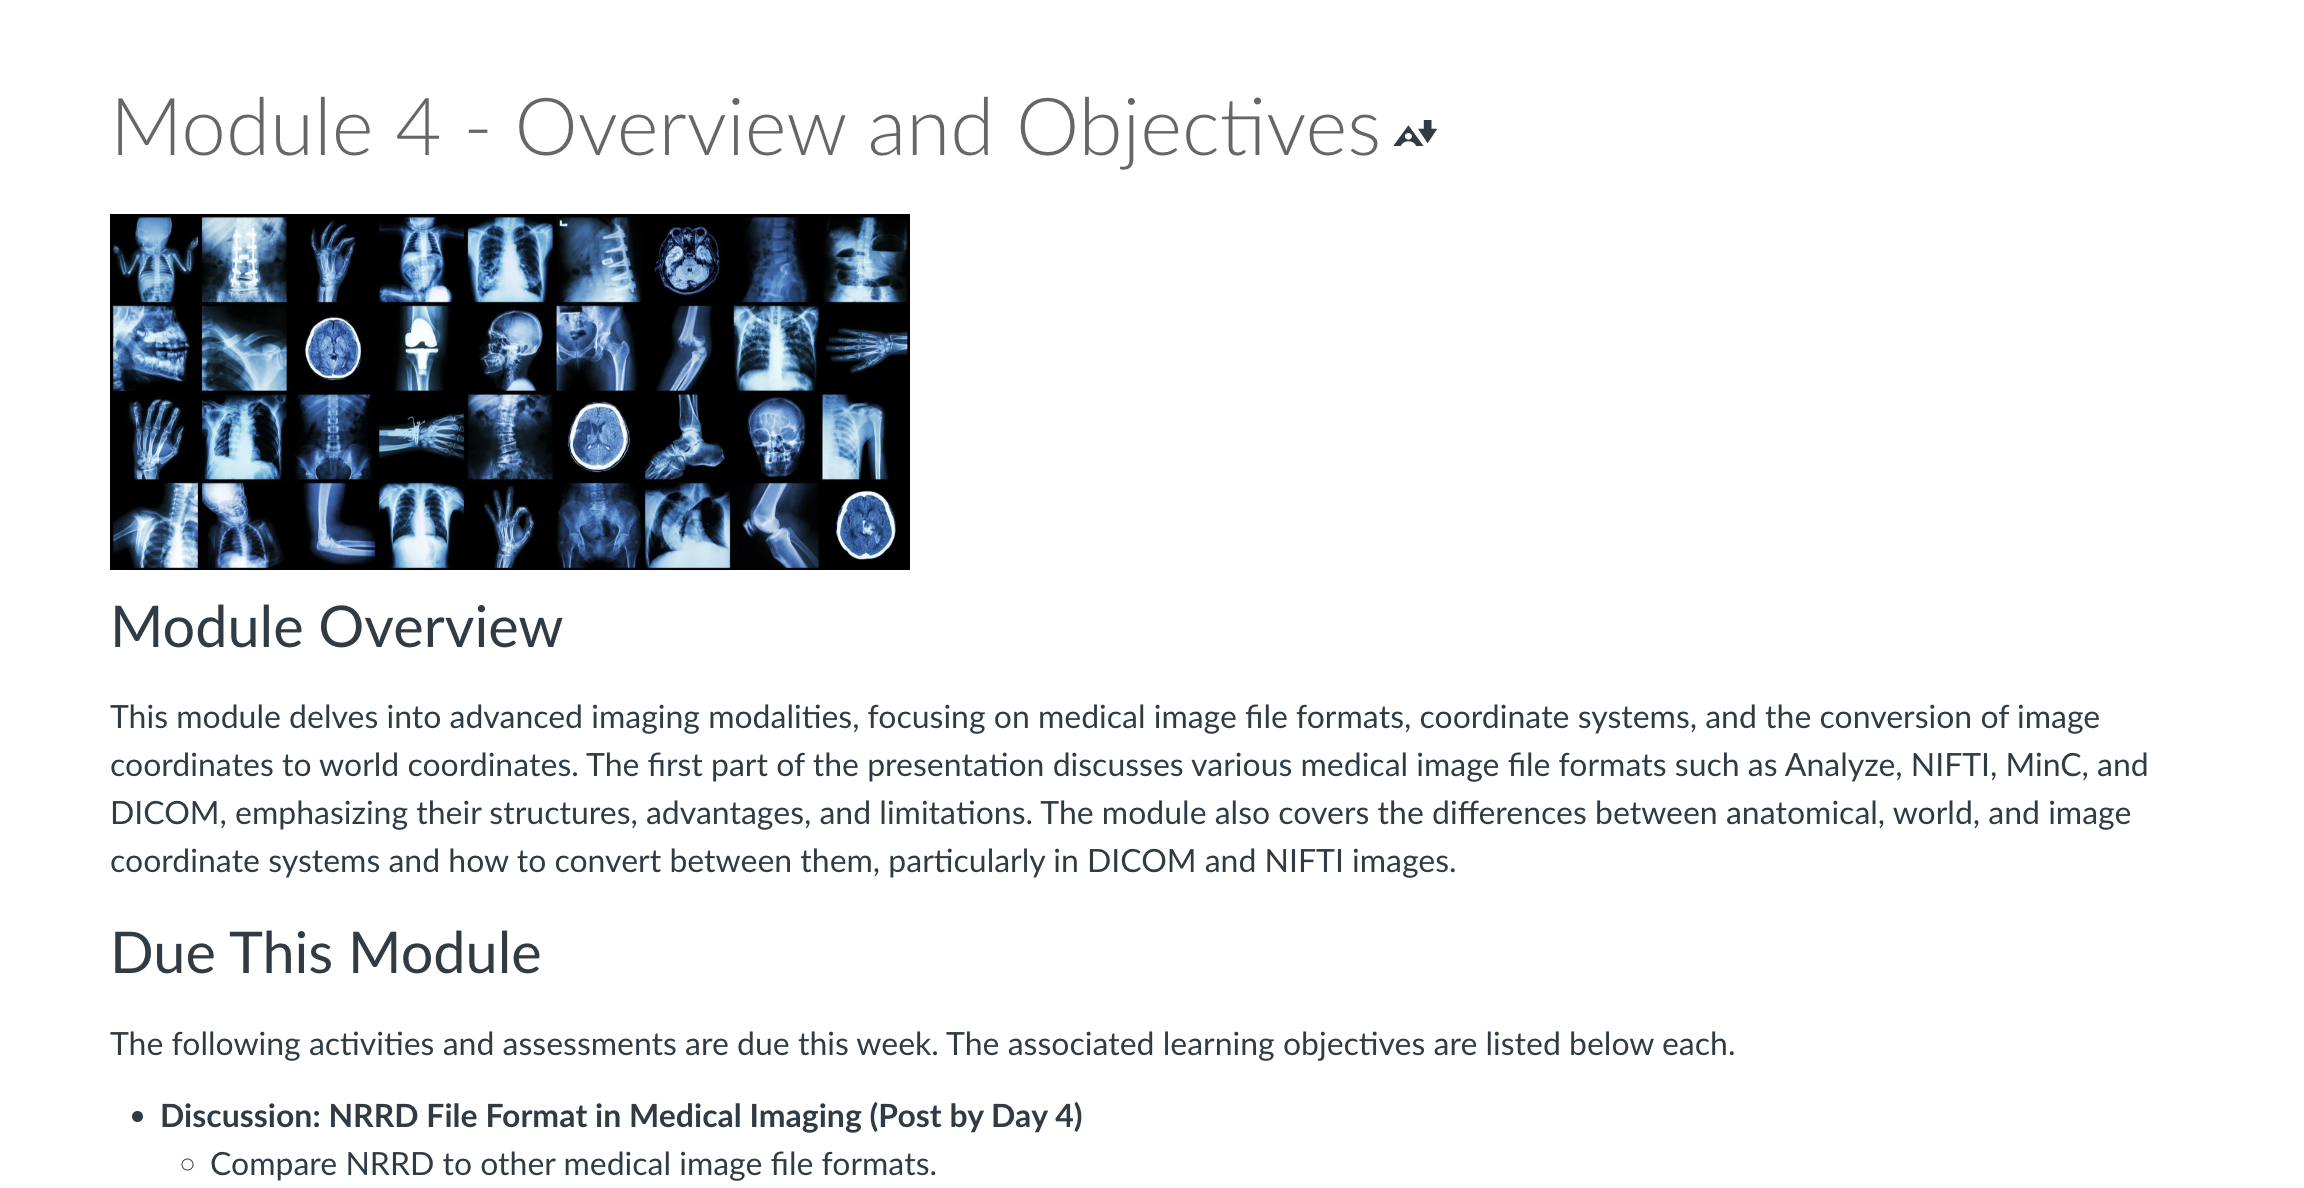 Module 4 - Overview and Objectives
Module Overview
This module delves into advanced imaging modalities, focusing on medical image file formats, coordinate systems, and the conversion of image
coordinates to world coordinates. The first part of the presentation discusses various medical image file formats such as Analyze, NIFTI, MinC, and
DICOM, emphasizing their structures, advantages, and limitations. The module also covers the differences between anatomical, world, and image
coordinate systems and how to convert between them, particularly in DICOM and NIFTI images.
Due This Module
The following activities and assessments are due this week. The associated learning objectives are listed below each.
• Discussion: NRRD File Format in Medical Imaging (Post by Day 4)
◦ Compare NRRD to other medical image file formats.